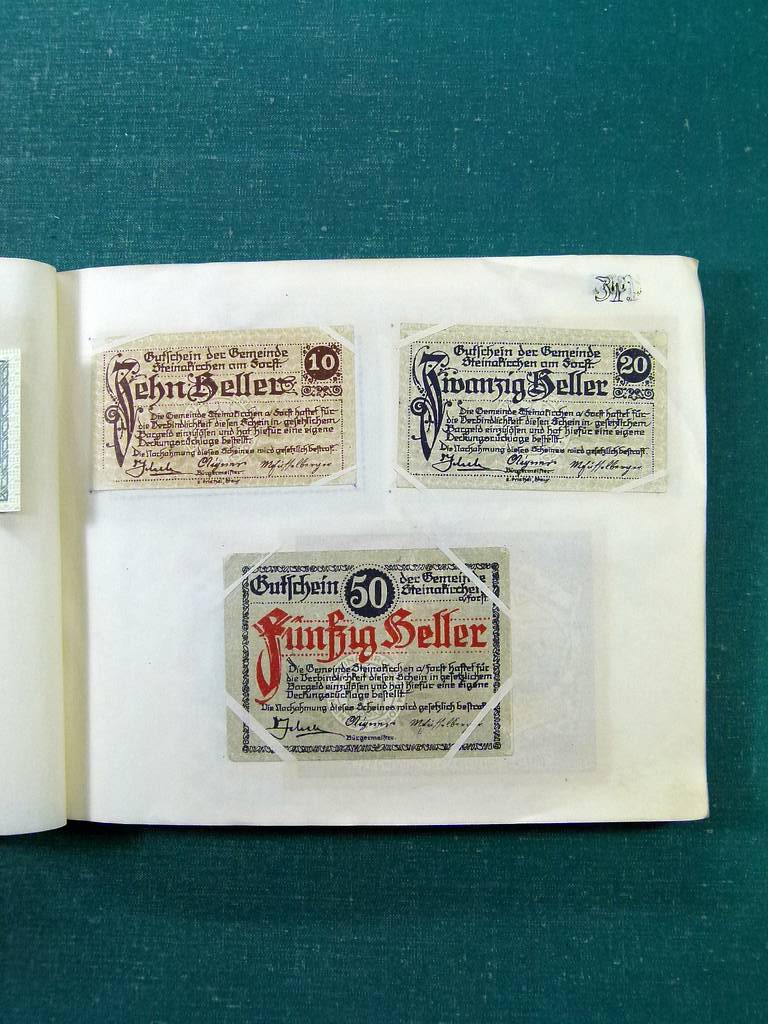 Gutschein der Gemeinde
Steinakirchen am Forst.
10
Zehn Heller
Die Gemeinde Steinakirchen a/Forst haftet für
die Verbindlichkeit diesen Schein in gesetzlichem
Bargeld einzulösen und hat hiefür eine eigene
Deckungsrücklage bestellt.
Die Nachahmung dieses Scheines wird gesetzlich bestraft.
Bürgermeister
Gutschein der Gemeinde
Steinakirchen am Forst.
20
Zwanzig Heller
Die Gemeinde Steinakirchen a/Forst haftet für
die Verbindlichkeit diesen Schein in gesetzlichem
Bargeld einzulösen und hat hiefür eine eigene
Deckungsrücklage bestellt.
Die Nachahmung dieses Scheines wird gesetzlich bestraft.
Bürgermeister
Gutschein 50 der Gemeinde
Steinakirchen
a/Forst.
Fünfzig Heller
Die Gemeinde Steinakirchen a/Forst haftet für
die Verbindlichkeit diesen Schein in gesetzlichem
Bargeld einzulösen und hat hiefür eine eigene
Deckungsrücklage bestellt.
Die Nachahmung dieses Scheines wird gesetzlich bestraft
Bürgermeister.